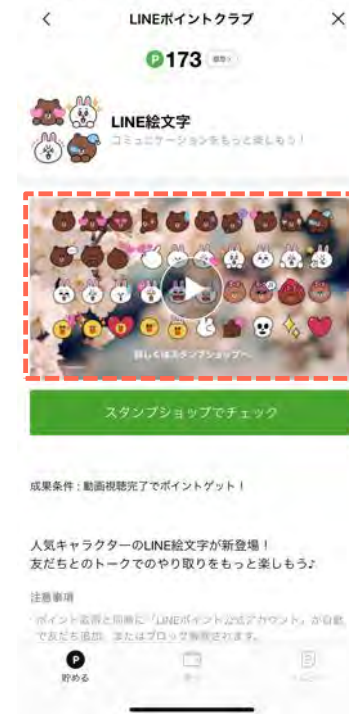 LINEポイントクラブ
P 173
LINE絵文字
コミュニケーションをもっと楽しもう！
詳しくはスタンプショップへ
スタンプショップでチェック
成果条件：動画視聴完了でポイントゲット！
人気キャラクターのLINE絵文字が新登場！
友だちとのトークでのやり取りをもっと楽しもう♪
注意事項
・ポイント取得と同時に「LINEポイント公式アカウント」が自動
で友だち追加、またはブロック解除されます。
P
貯める